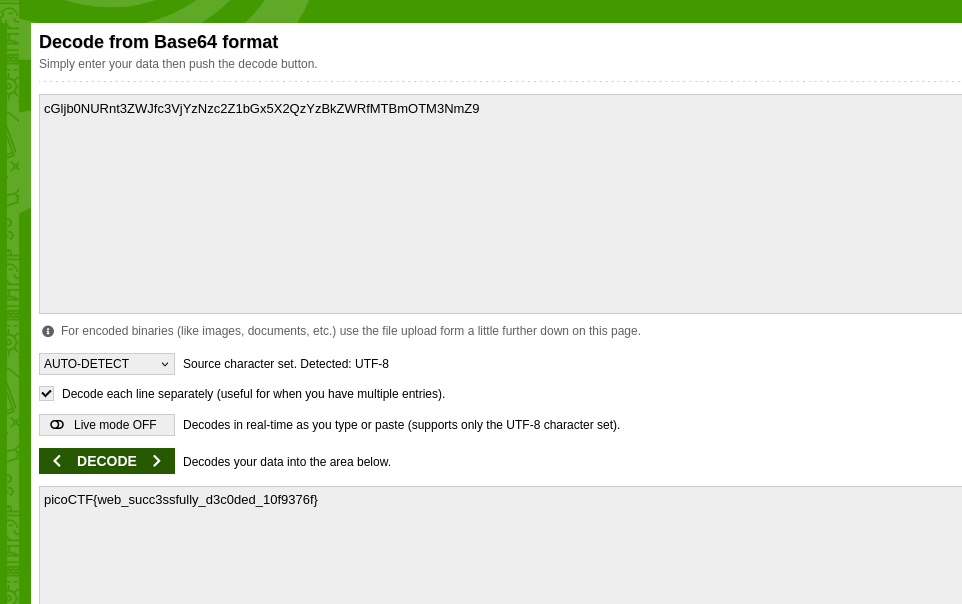 Decode from Base64 format
Simply enter your data then push the decode button.
cGljb0NURnt3ZWJfc3VjYzNzc2Z1bGx5X2QzYzBkZWRfMTBmOTM3NmZ9
For encoded binaries (like images, documents, etc.) use the file upload form a little further down on this page.
AUTO-DETECT Source character set. Detected: UTF-8
Decode each line separately (useful for when you have multiple entries).
Live mode OFF Decodes in real-time as you type or paste (supports only the UTF-8 character set).
DECODE Decodes your data into the area below.
picoCTF{web_succ3ssfully_d3c0ded_10f9376f}